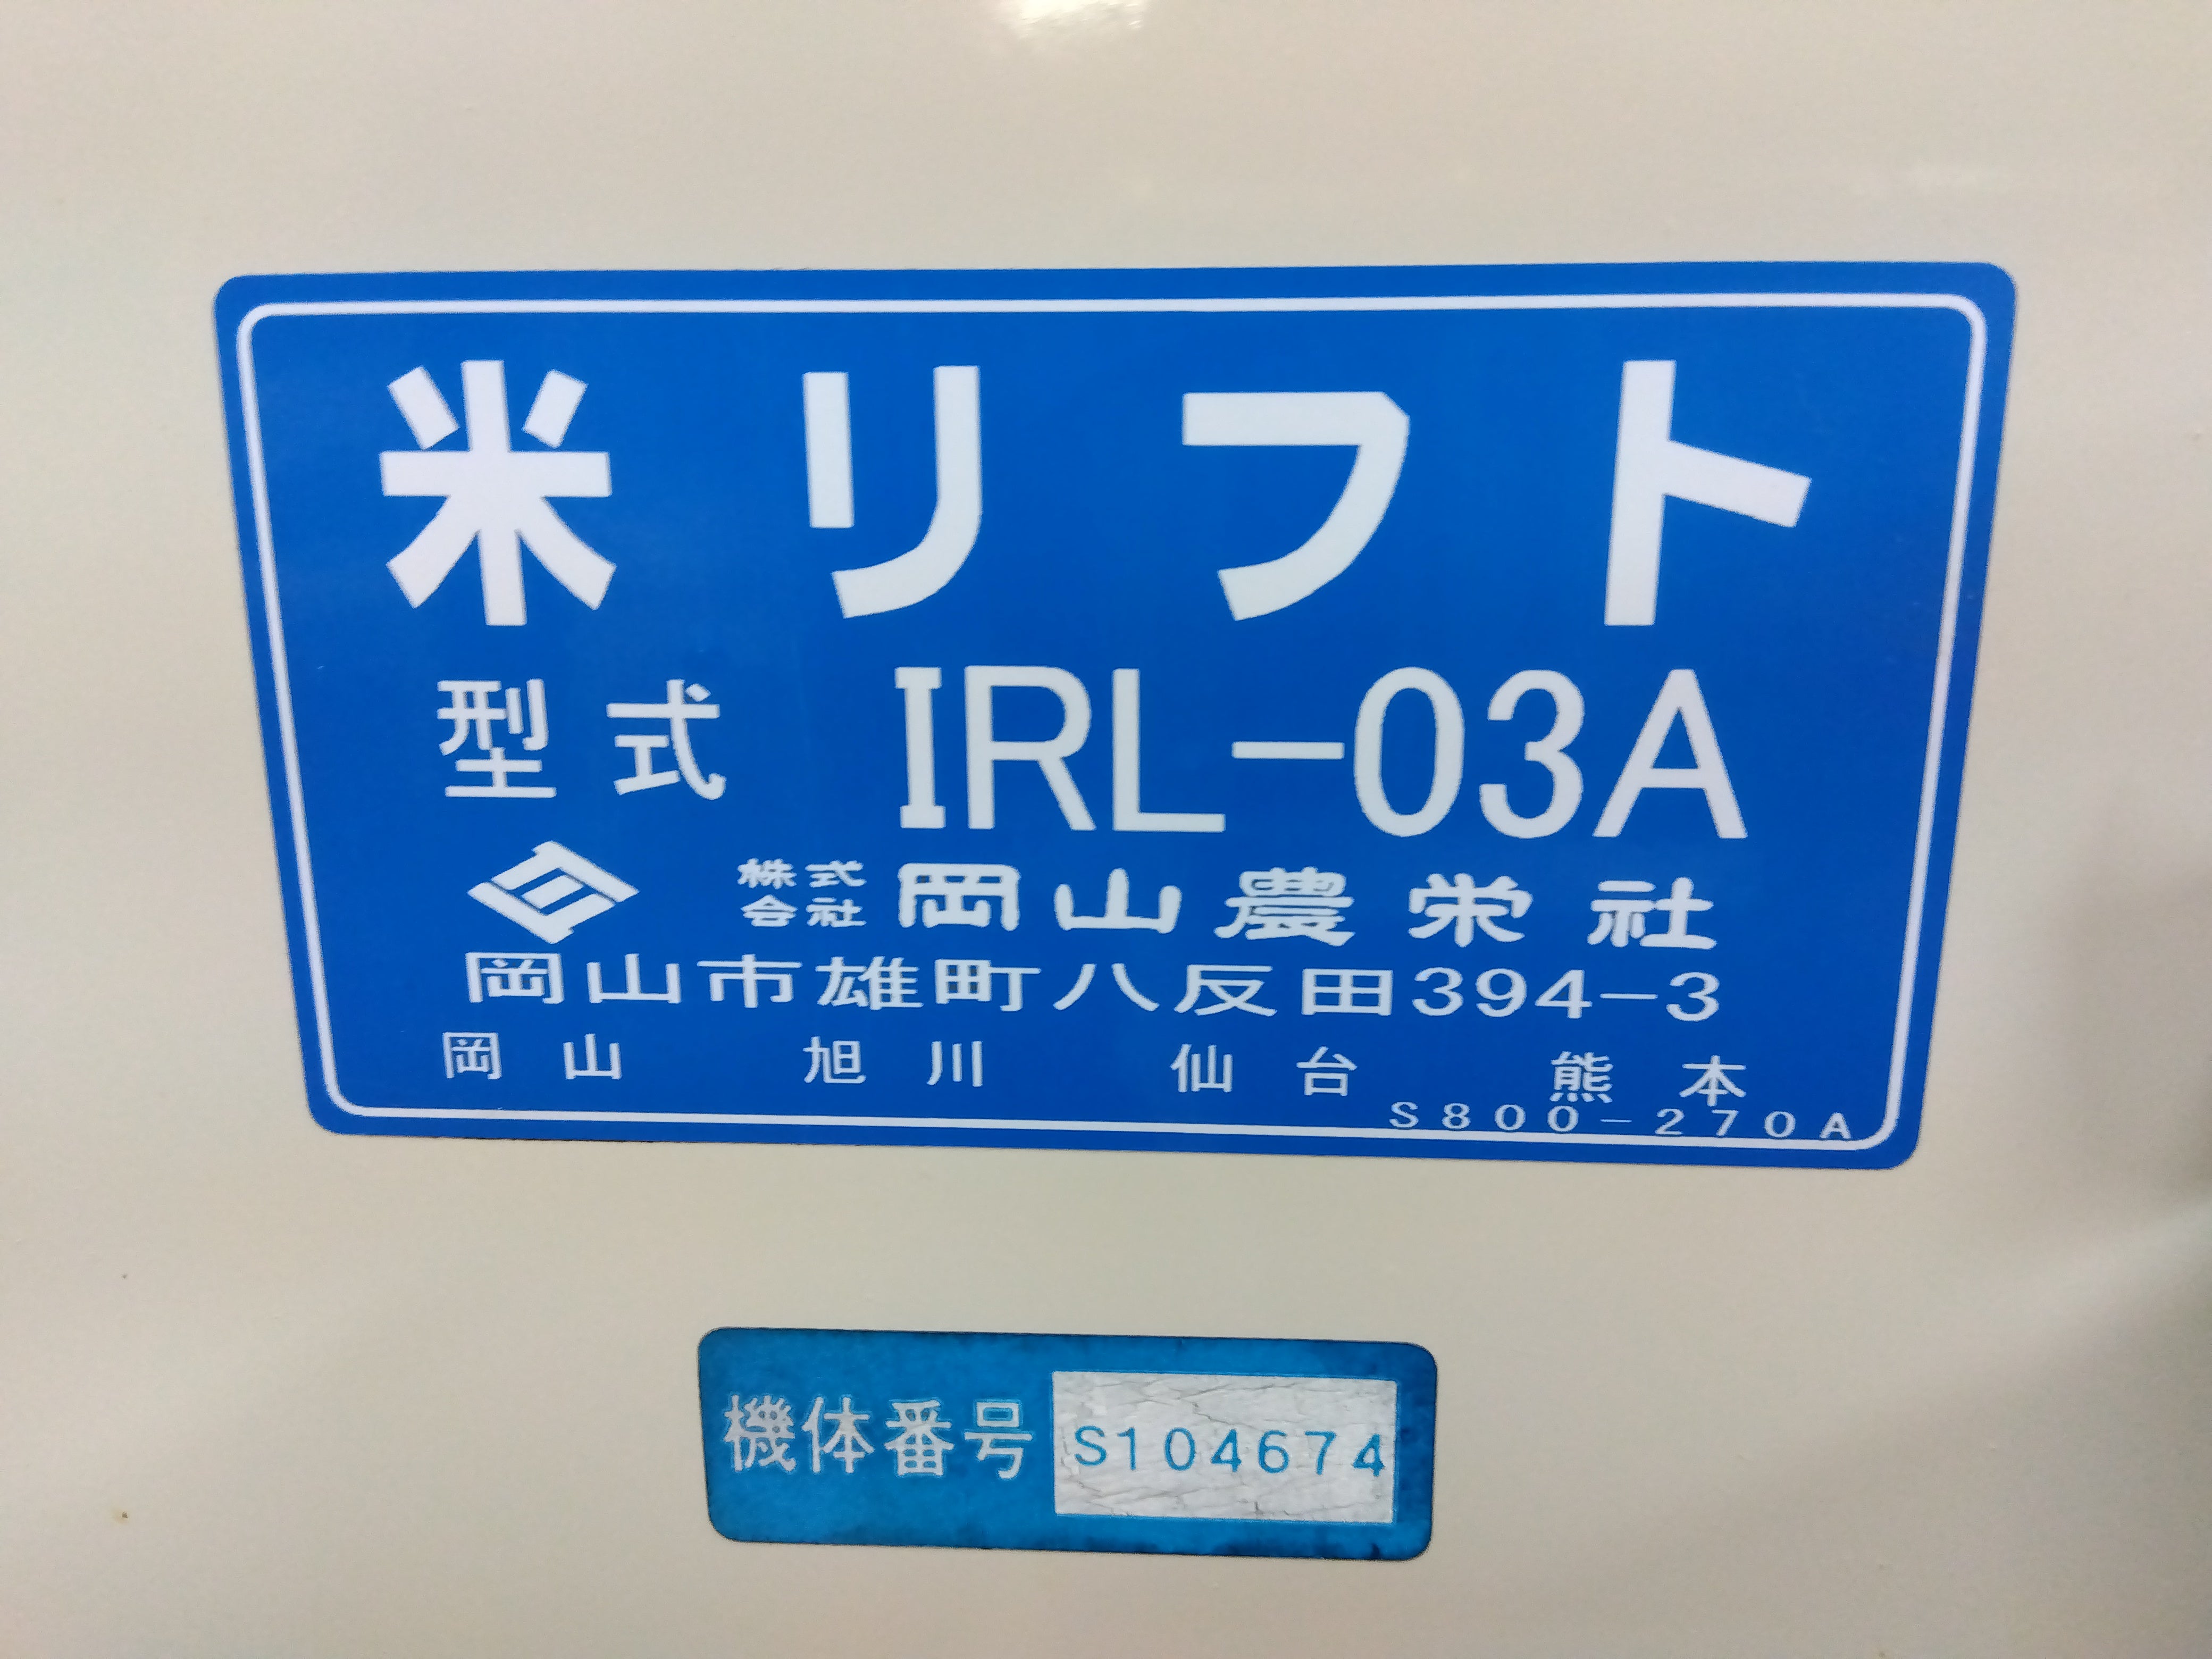 米リフト
型式 IRL-03A
株式会社 岡山農栄社
岡山市雄町八反田394-3
岡山 旭川 仙台 熊本
S800-270A
機体番号 S104674